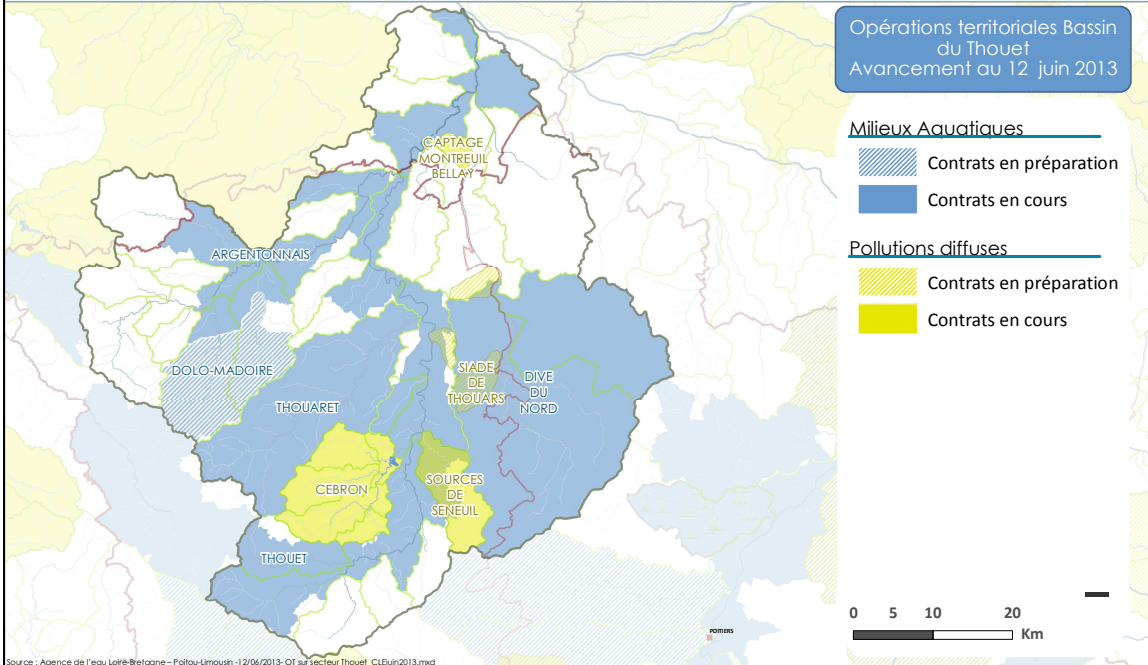 Opérations territoriales Bassin
du Thouet
Avancement au 12 juin 2013
Milieux Aquatiques
Contrats en préparation
Contrats en cours
Pollutions diffuses
Contrats en préparation
Contrats en cours
CAPTAGE
MONTREUIL
BELLAY
ARGENTONNAIS
DOLO-MADOIRE
THOUARET
SIADE
DE
THOUARS
DIVE
DU
NORD
CEBRON
SOURCES
DE
SENEUIL
THOUET
POITIERS
0 5 10 20
Km
Source : Agence de l'eau Loire-Bretagne – Poitou-Limousin -12/06/2013- OT sur secteur Thouet_CLEjuin2013.mxd